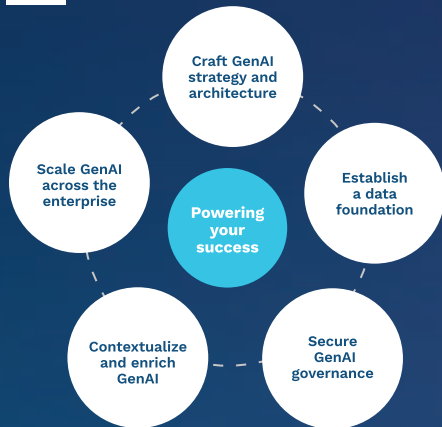 Craft GenAI
strategy and
architecture
Establish
a data
foundation
Secure
GenAI
governance
Contextualize
and enrich
GenAI
Scale GenAI
across the
enterprise
Powering
your
success